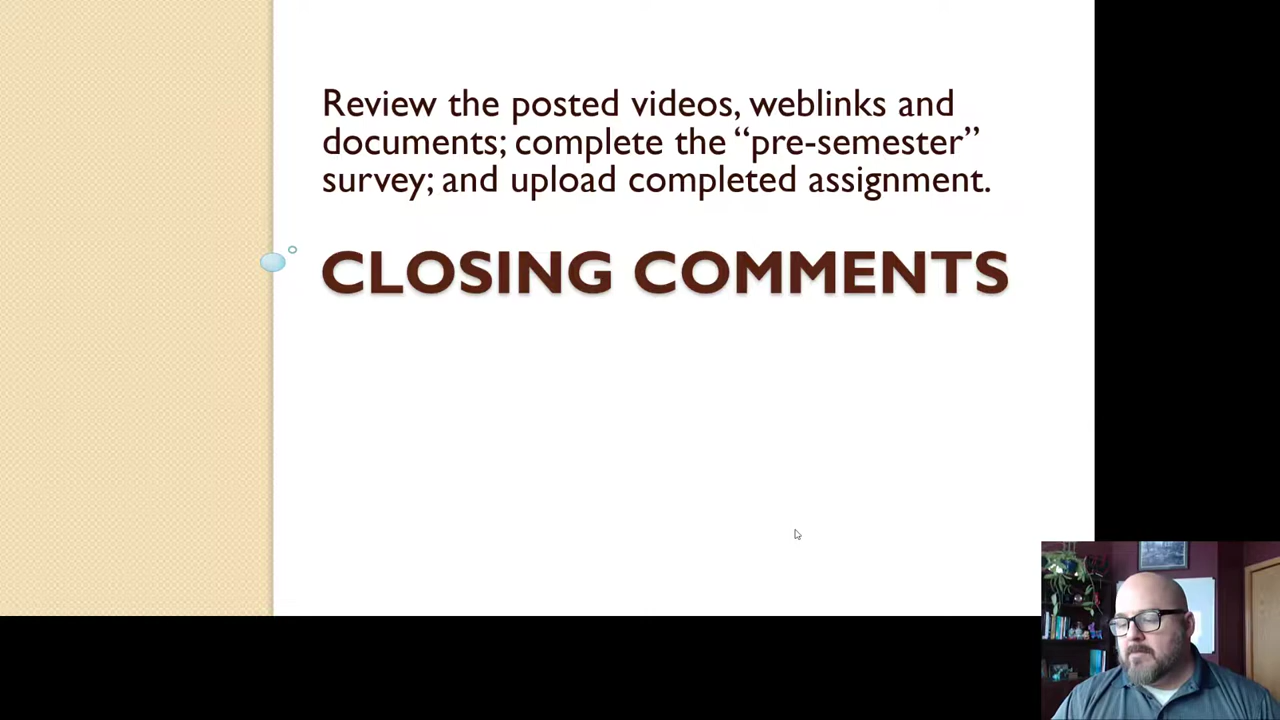 Review the posted videos, weblinks and
documents; complete the “pre-semester”
survey; and upload completed assignment.
CLOSING COMMENTS